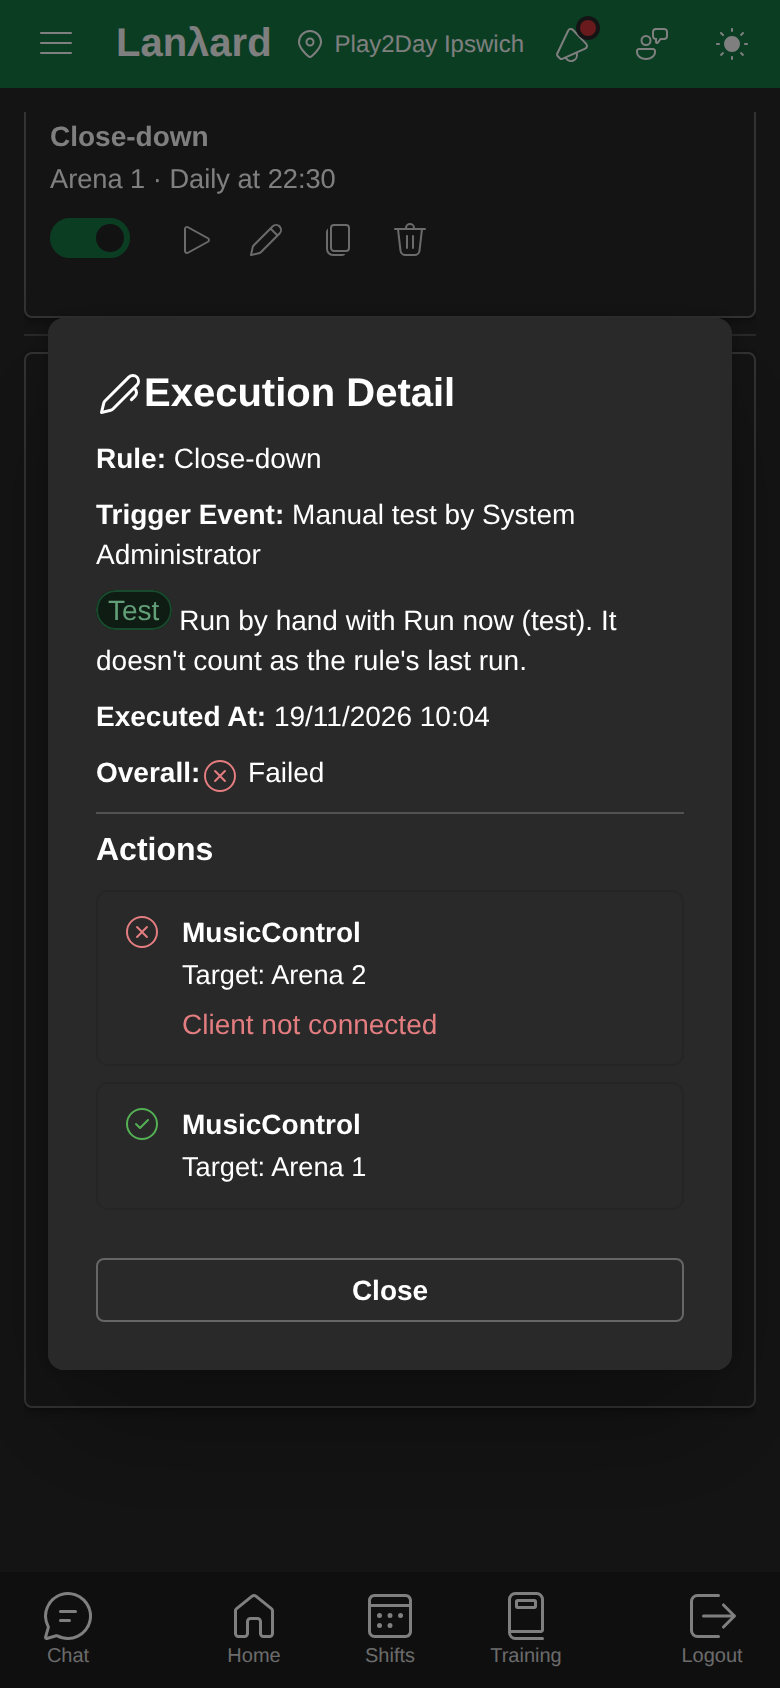 Lanλard
Play2Day Ipswich
Close-down
Arena 1 · Daily at 22:30
Execution Detail
Rule: Close-down
Trigger Event: Manual test by System
Administrator
Test Run by hand with Run now (test). It
doesn't count as the rule's last run.
Executed At: 19/11/2026 10:04
Overall: Failed
Actions
MusicControl
Target: Arena 2
Client not connected
MusicControl
Target: Arena 1
Close
Chat
Home
Shifts
Training
Logout